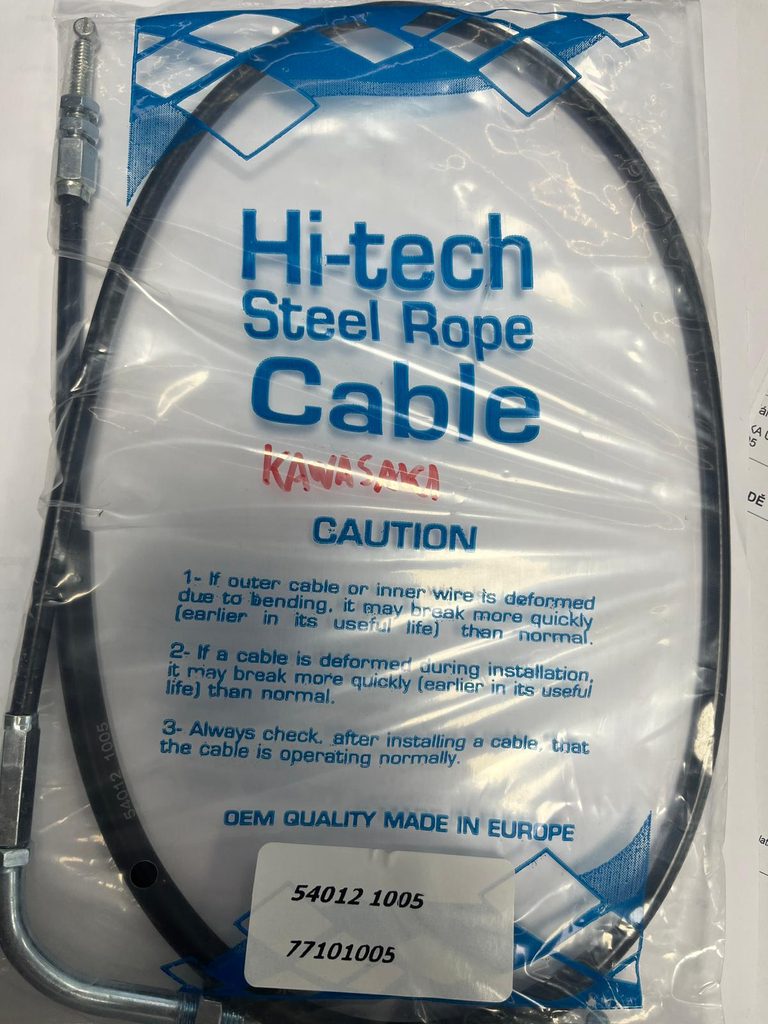 Hi-tech
Steel Rope
Cable
KAWASAKI
CAUTION
1- If outer cable or inner wire is deformed
due to bending, it may break more quickly
(earlier in its useful life) than normal.
2- If a cable is deformed during installation,
it may break more quickly (earlier in its useful
life) than normal.
3- Always check, after installing a cable, that
the cable is operating normally.
OEM QUALITY MADE IN EUROPE
54012 1005
77101005
54012 1005
DĚ